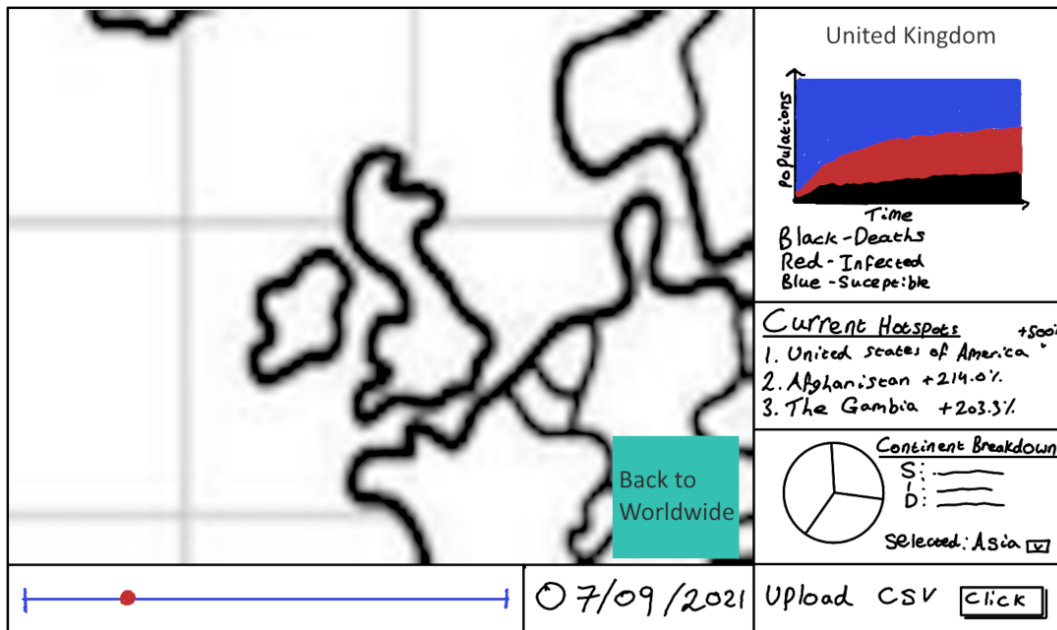 United Kingdom
Populations
Time
Black - Deaths
Red - Infected
Blue - Suceptible
Current Hotspots
1. United states of America
2. Afghanistan +214.0%
3. The Gambia +203.3%
Continent Breakdown
S:
I:
D:
Selected: Asia
Back to
Worldwide
07/09/2021
Upload CSV Click